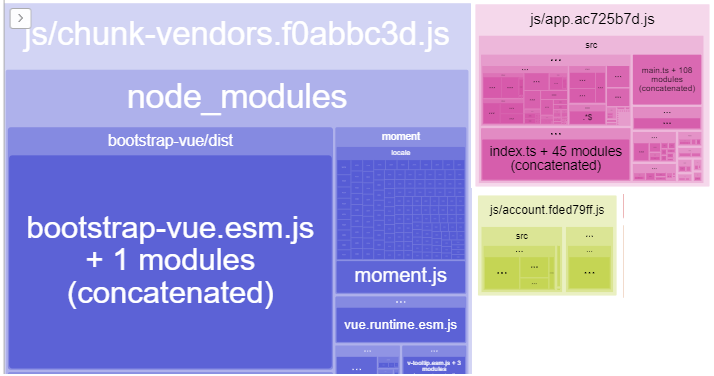 js/chunk-vendors.f0abbc3d.js
node_modules
bootstrap-vue/dist
bootstrap-vue.esm.js
+ 1 modules
(concatenated)
moment
locale
moment.js
...
vue.runtime.esm.js
...
...
...
v-tooltip.esm.js + 3
modules
js/app.ac725b7d.js
src
...
...
...
...
...
.*$
...
index.ts + 45 modules
(concatenated)
main.ts + 108
modules
(concatenated)
...
...
js/account.fded79ff.js
src
...
...
...
...
...
...
...